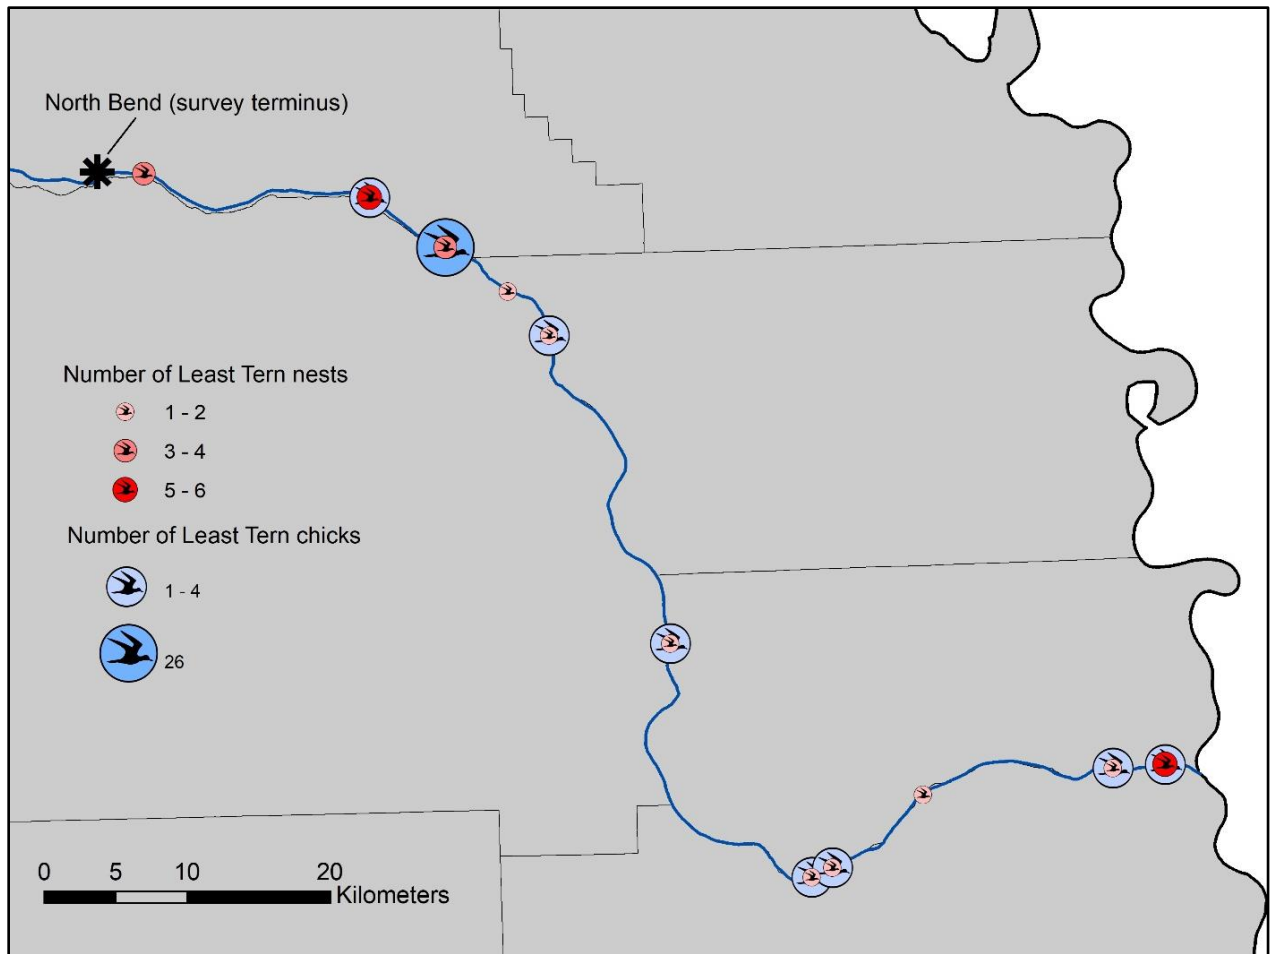 North Bend (survey terminus)
Number of Least Tern nests
1 - 2
3 - 4
5 - 6
Number of Least Tern chicks
1 - 4
26
0 5 10 20
Kilometers